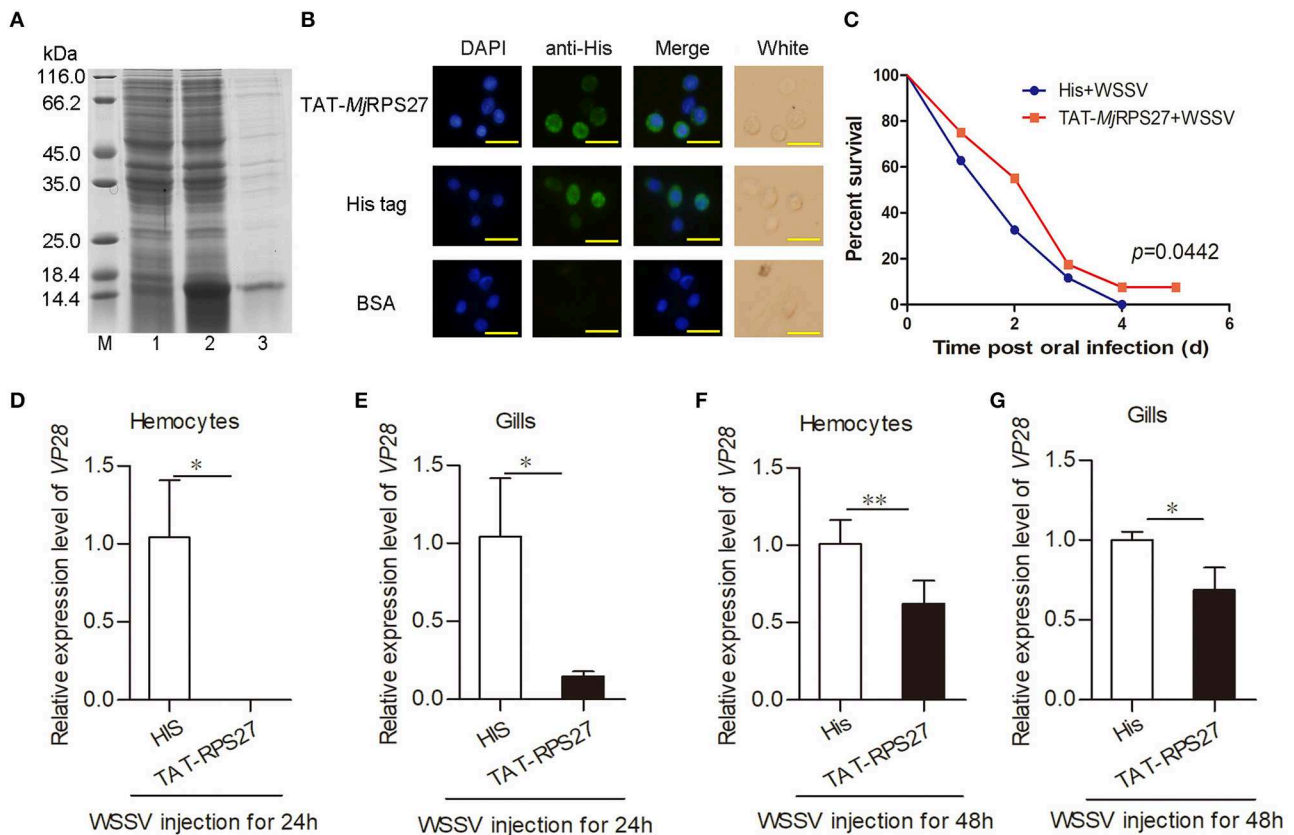 A
kDa
116.0
66.2
45.0
35.0
25.0
18.4
14.4
M 1 2 3
B
DAPI anti-His Merge White
TAT-MjRPS27
His tag
BSA
C
Percent survival
100
80
60
40
20
0
0 2 4 6
Time post oral infection (d)
His+WSSV
TAT-MjRPS27+WSSV
p=0.0442
D
Hemocytes
Relative expression level of VP28
1.5
1.0
0.5
0.0
*
HIS
TAT-RPS27
WSSV injection for 24h
E
Gills
Relative expression level of VP28
1.5
1.0
0.5
0.0
*
HIS
TAT-RPS27
WSSV injection for 24h
F
Hemocytes
Relative expression level of VP28
1.5
1.0
0.5
0.0
**
His
TAT-RPS27
WSSV injection for 48h
G
Gills
Relative expression level of VP28
1.5
1.0
0.5
0.0
*
His
TAT-RPS27
WSSV injection for 48h